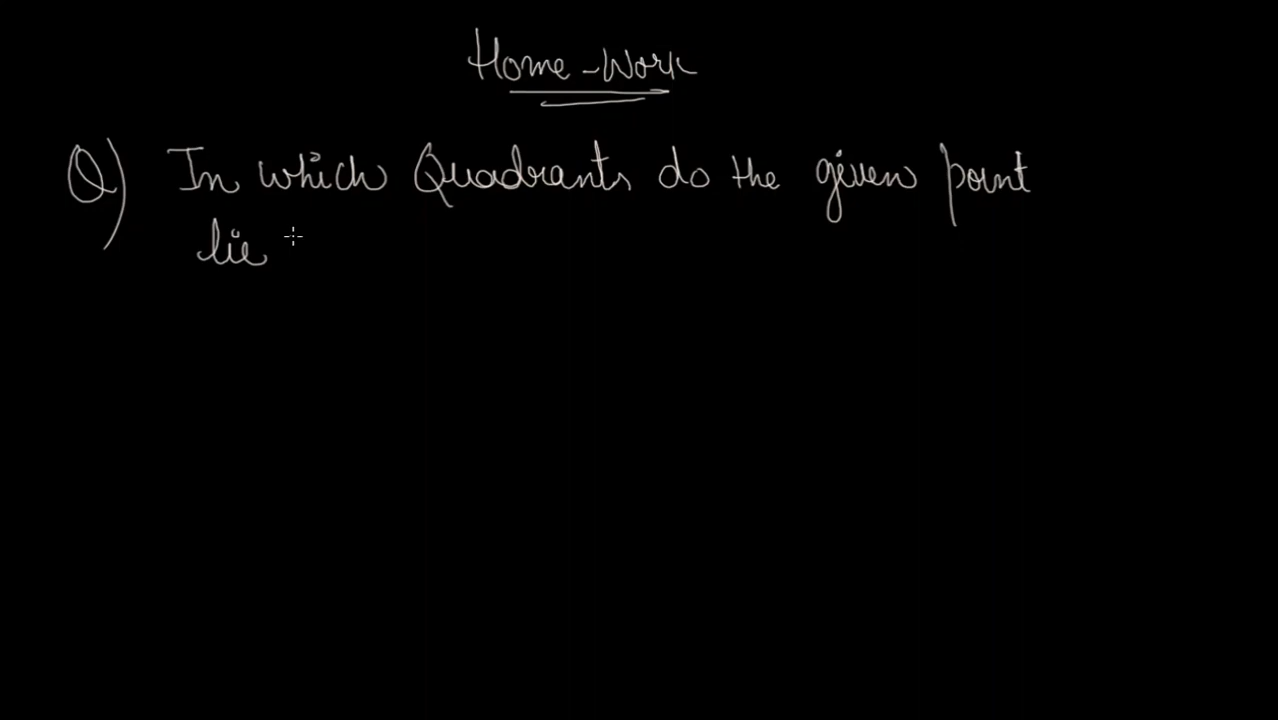 Home-Work
Q) In which Quadrants do the given point
lie